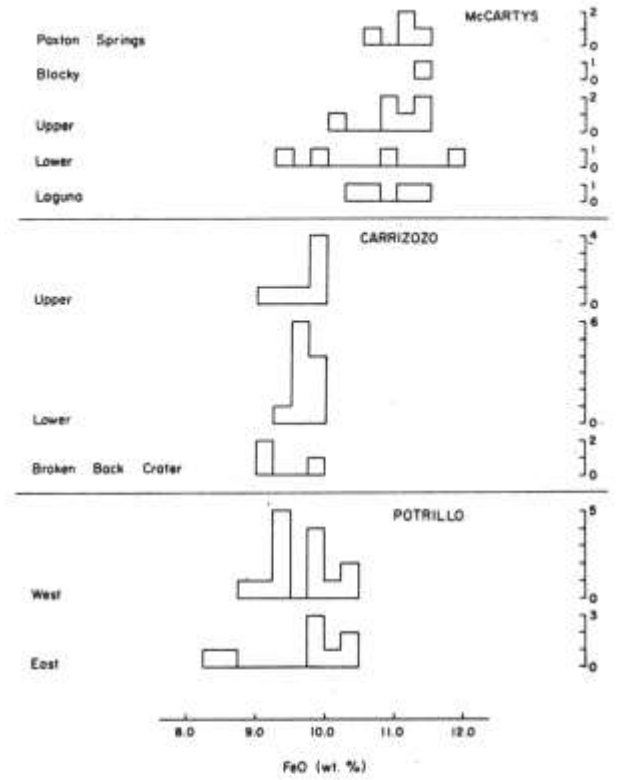 McCARTYS
Paxton Springs
2
0
Blocky
1
0
Upper
2
0
Lower
1
0
Laguna
1
0
CARRIZOZO
4
Upper
0
6
Lower
0
Broken Back Crater
2
0
POTRILLO
5
West
0
3
East
0
8.0 9.0 10.0 11.0 12.0
FeO (wt. %)